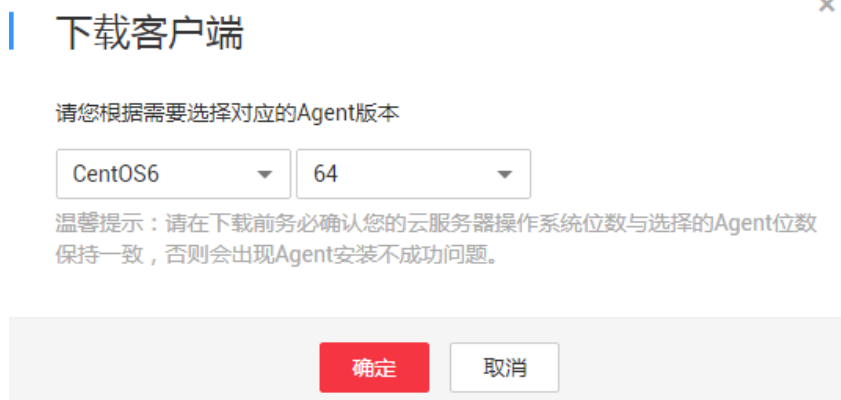 下载客户端
请您根据需要选择对应的Agent版本
CentOS6 64
温馨提示：请在下载前务必确认您的云服务器操作系统位数与选择的Agent位数
保持一致，否则会出现Agent安装不成功问题。
确定 取消